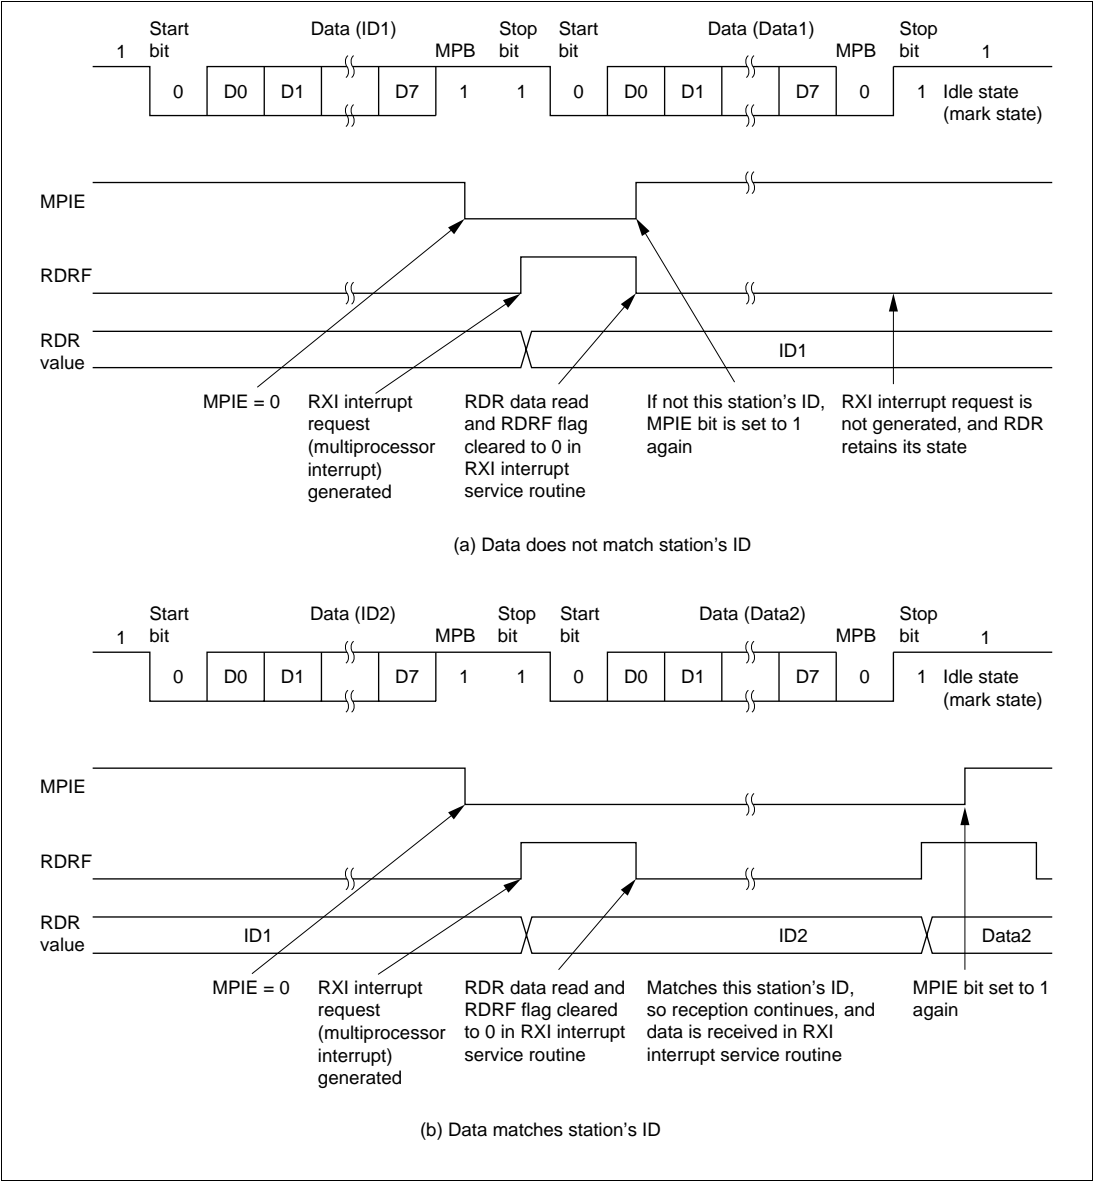 Start Data (ID1) Stop Start Data (Data1) Stop
1 bit MPB bit bit MPB bit 1
0 D0 D1 D7 1 1 0 D0 D1 D7 0 1 Idle state
(mark state)
MPIE
RDRF
RDR
value
ID1
MPIE = 0
RXI interrupt
request
(multiprocessor
interrupt)
generated
RDR data read
and RDRF flag
cleared to 0 in
RXI interrupt
service routine
If not this station's ID,
MPIE bit is set to 1
again
RXI interrupt request is
not generated, and RDR
retains its state
(a) Data does not match station's ID
Start Data (ID2) Stop Start Data (Data2) Stop
1 bit MPB bit bit MPB bit 1
0 D0 D1 D7 1 1 0 D0 D1 D7 0 1 Idle state
(mark state)
MPIE
RDRF
RDR
value
ID1 ID2 Data2
MPIE = 0
RXI interrupt
request
(multiprocessor
interrupt)
generated
RDR data read and
RDRF flag cleared
to 0 in RXI interrupt
service routine
Matches this station's ID,
so reception continues, and
data is received in RXI
interrupt service routine
MPIE bit set to 1
again
(b) Data matches station's ID